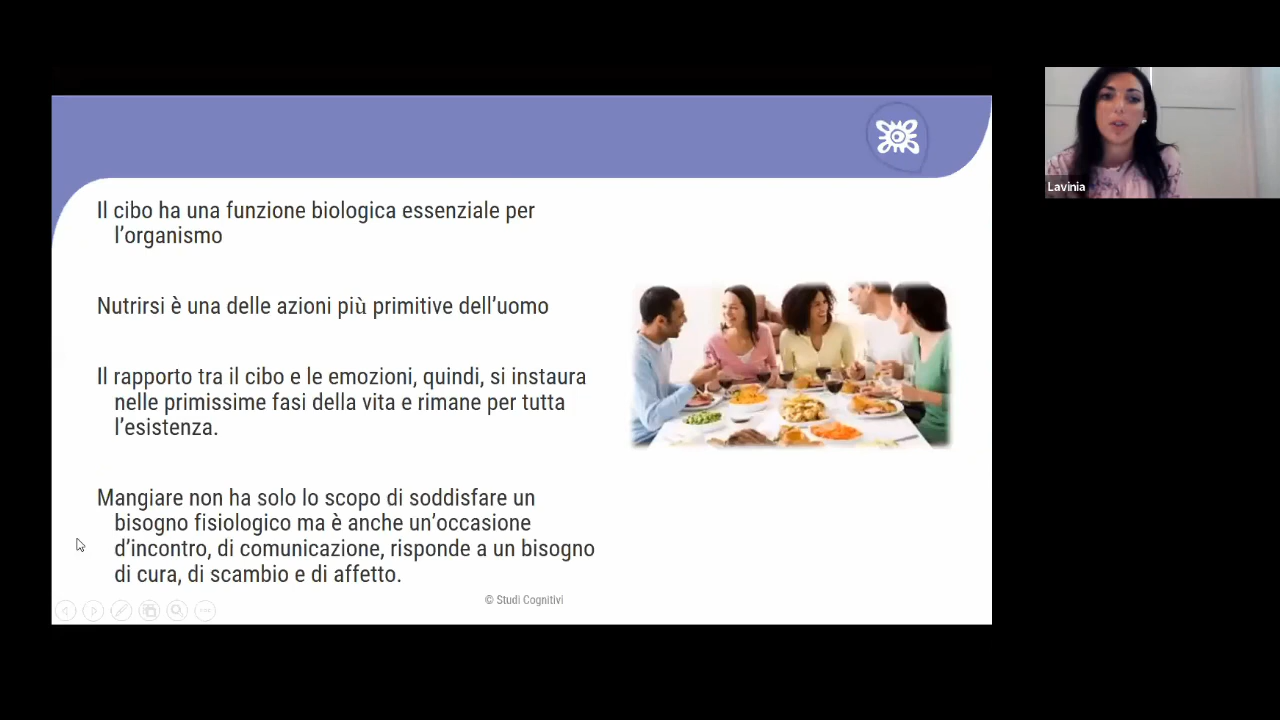 Il cibo ha una funzione biologica essenziale per
l’organismo
Nutrirsi è una delle azioni più primitive dell’uomo
Il rapporto tra il cibo e le emozioni, quindi, si instaura
nelle primissime fasi della vita e rimane per tutta
l’esistenza.
Mangiare non ha solo lo scopo di soddisfare un
bisogno fisiologico ma è anche un’occasione
d’incontro, di comunicazione, risponde a un bisogno
di cura, di scambio e di affetto.
© Studi Cognitivi
Lavinia